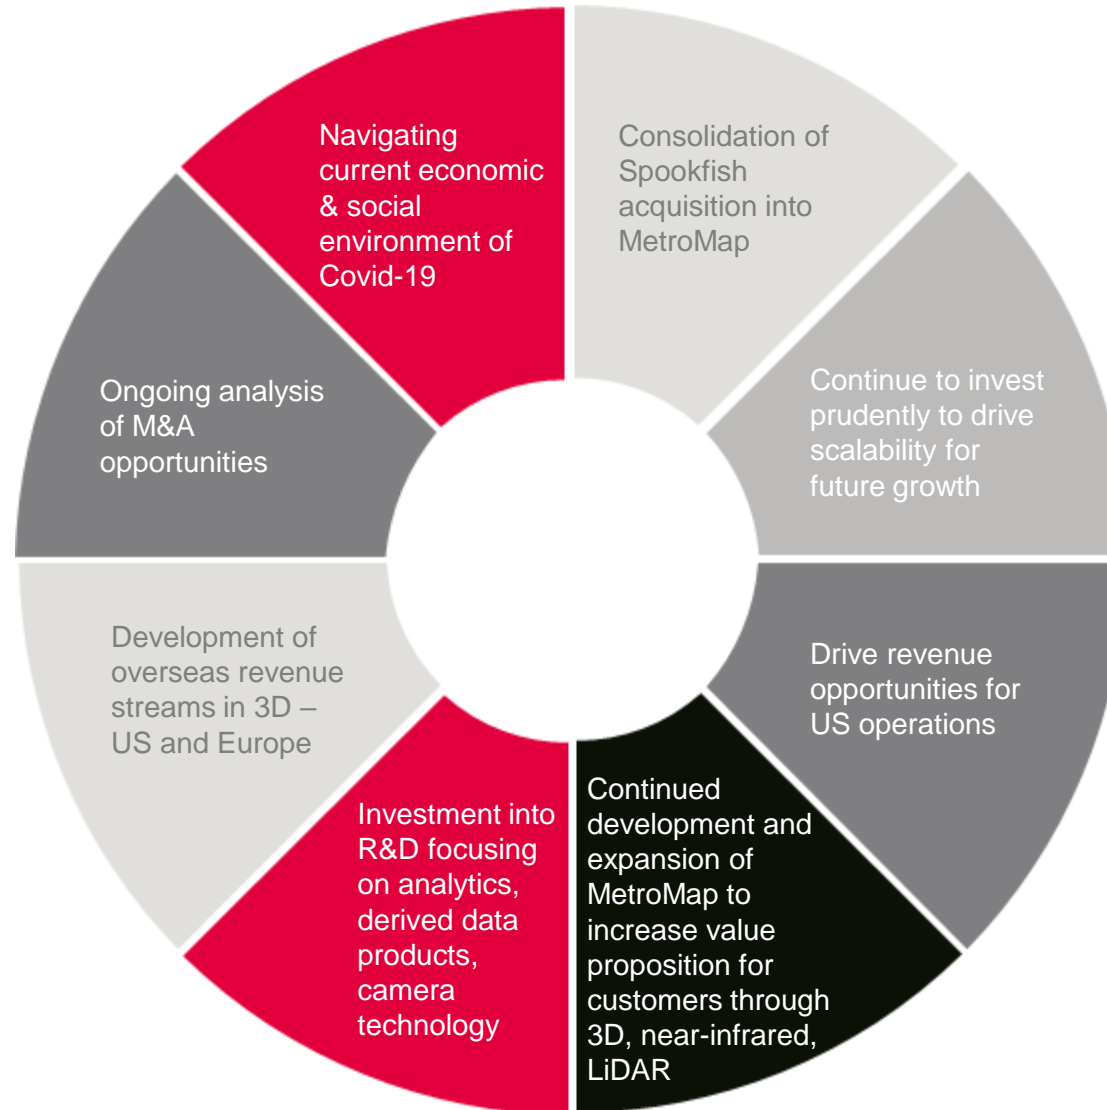 Navigating
current economic
& social
environment of
Covid-19
Consolidation of
Spookfish
acquisition into
MetroMap
Continue to invest
prudently to drive
scalability for
future growth
Drive revenue
opportunities for
US operations
Continued
development and
expansion of
MetroMap to
increase value
proposition for
customers through
3D, near-infrared,
LiDAR
Investment into
R&D focusing
on analytics,
derived data
products,
camera
technology
Development of
overseas revenue
streams in 3D –
US and Europe
Ongoing analysis
of M&A
opportunities